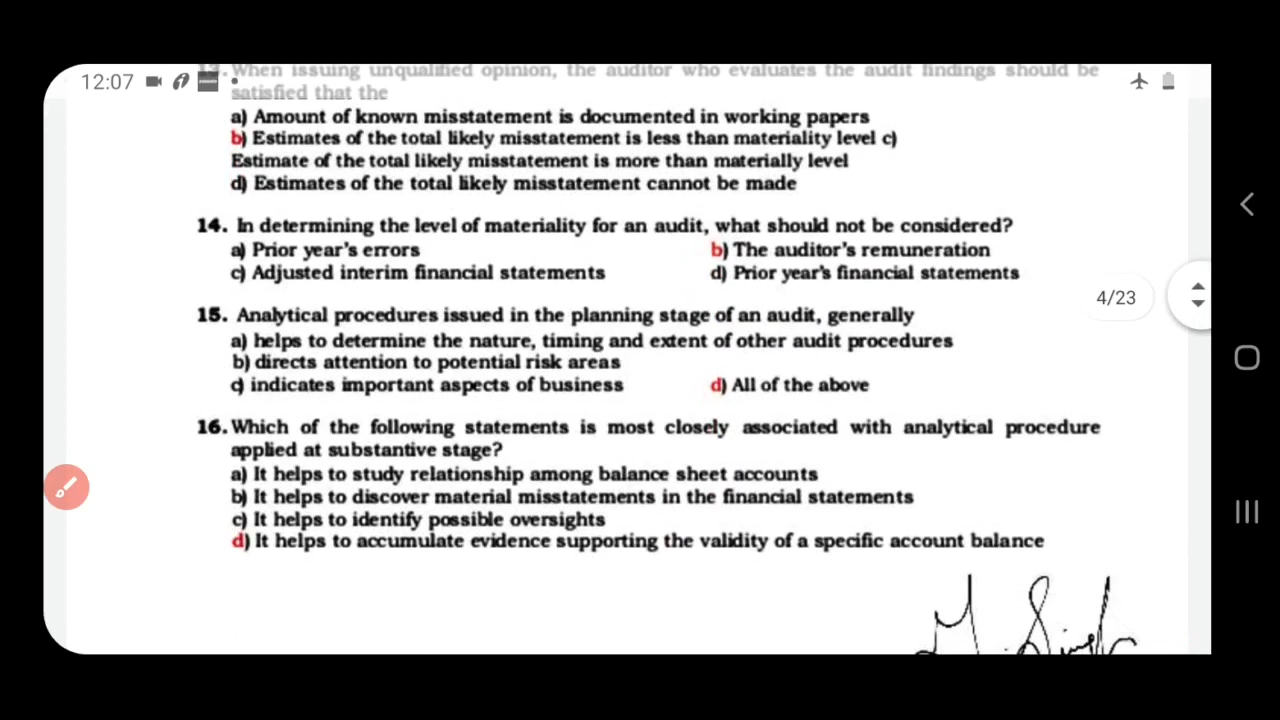 12:07
13. When issuing unqualified opinion, the auditor who evaluates the audit findings should be
satisfied that the
a) Amount of known misstatement is documented in working papers
b) Estimates of the total likely misstatement is less than materiality level c)
Estimate of the total likely misstatement is more than materially level
d) Estimates of the total likely misstatement cannot be made
14. In determining the level of materiality for an audit, what should not be considered?
a) Prior year's errors b) The auditor's remuneration
c) Adjusted interim financial statements d) Prior year's financial statements
4/23
15. Analytical procedures issued in the planning stage of an audit, generally
a) helps to determine the nature, timing and extent of other audit procedures
b) directs attention to potential risk areas
c) indicates important aspects of business d) All of the above
16. Which of the following statements is most closely associated with analytical procedure
applied at substantive stage?
a) It helps to study relationship among balance sheet accounts
b) It helps to discover material misstatements in the financial statements
c) It helps to identify possible oversights
d) It helps to accumulate evidence supporting the validity of a specific account balance